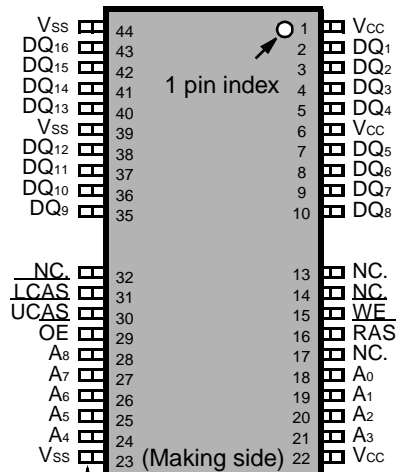 VSS 44 1 VCC
DQ16 43 2 DQ1
DQ15 42 3 DQ2
DQ14 41 1 pin index 4 DQ3
DQ13 40 5 DQ4
VSS 39 6 VCC
DQ12 38 7 DQ5
DQ11 37 8 DQ6
DQ10 36 9 DQ7
DQ9 35 10 DQ8
NC. 32 13 NC.
LCAS 31 14 NC.
UCAS 30 15 WE
OE 29 16 RAS
A8 28 17 NC.
A7 27 18 A0
A6 26 19 A1
A5 25 20 A2
A4 24 21 A3
VSS 23 (Making side) 22 VCC